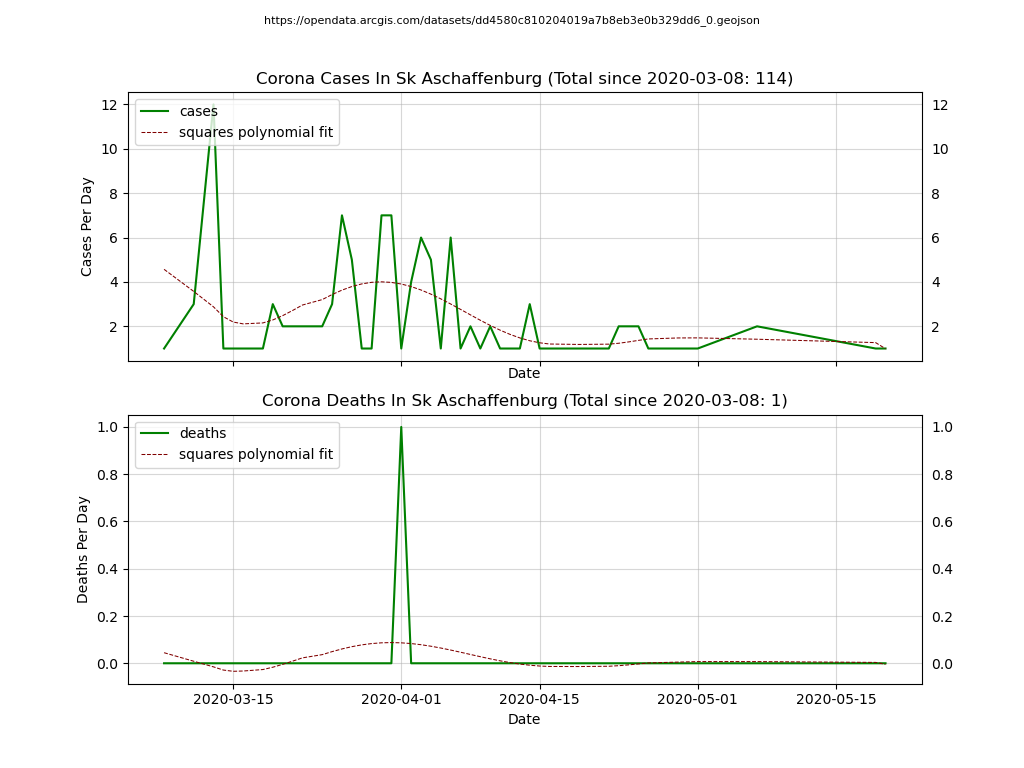 https://opendata.arcgis.com/datasets/dd4580c810204019a7b8eb3e0b329dd6_0.geojson
Corona Cases In Sk Aschaffenburg (Total since 2020-03-08: 114)
cases
squares polynomial fit
Cases Per Day
12 12
10 10
8 8
6 6
4 4
2 2
Date
Corona Deaths In Sk Aschaffenburg (Total since 2020-03-08: 1)
deaths
squares polynomial fit
Deaths Per Day
1.0 1.0
0.8 0.8
0.6 0.6
0.4 0.4
0.2 0.2
0.0 0.0
2020-03-15 2020-04-01 2020-04-15 2020-05-01 2020-05-15
Date